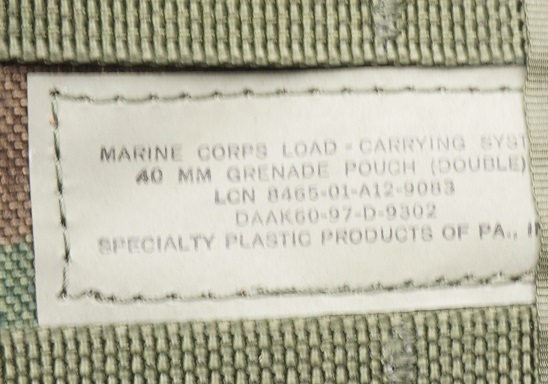 MARINE CORPS LOAD-CARRYING SYST
40 MM GRENADE POUCH (DOUBLE)
LCN 8465-01-A12-9083
DAAK60-97-D-9302
SPECIALTY PLASTIC PRODUCTS OF PA., IN